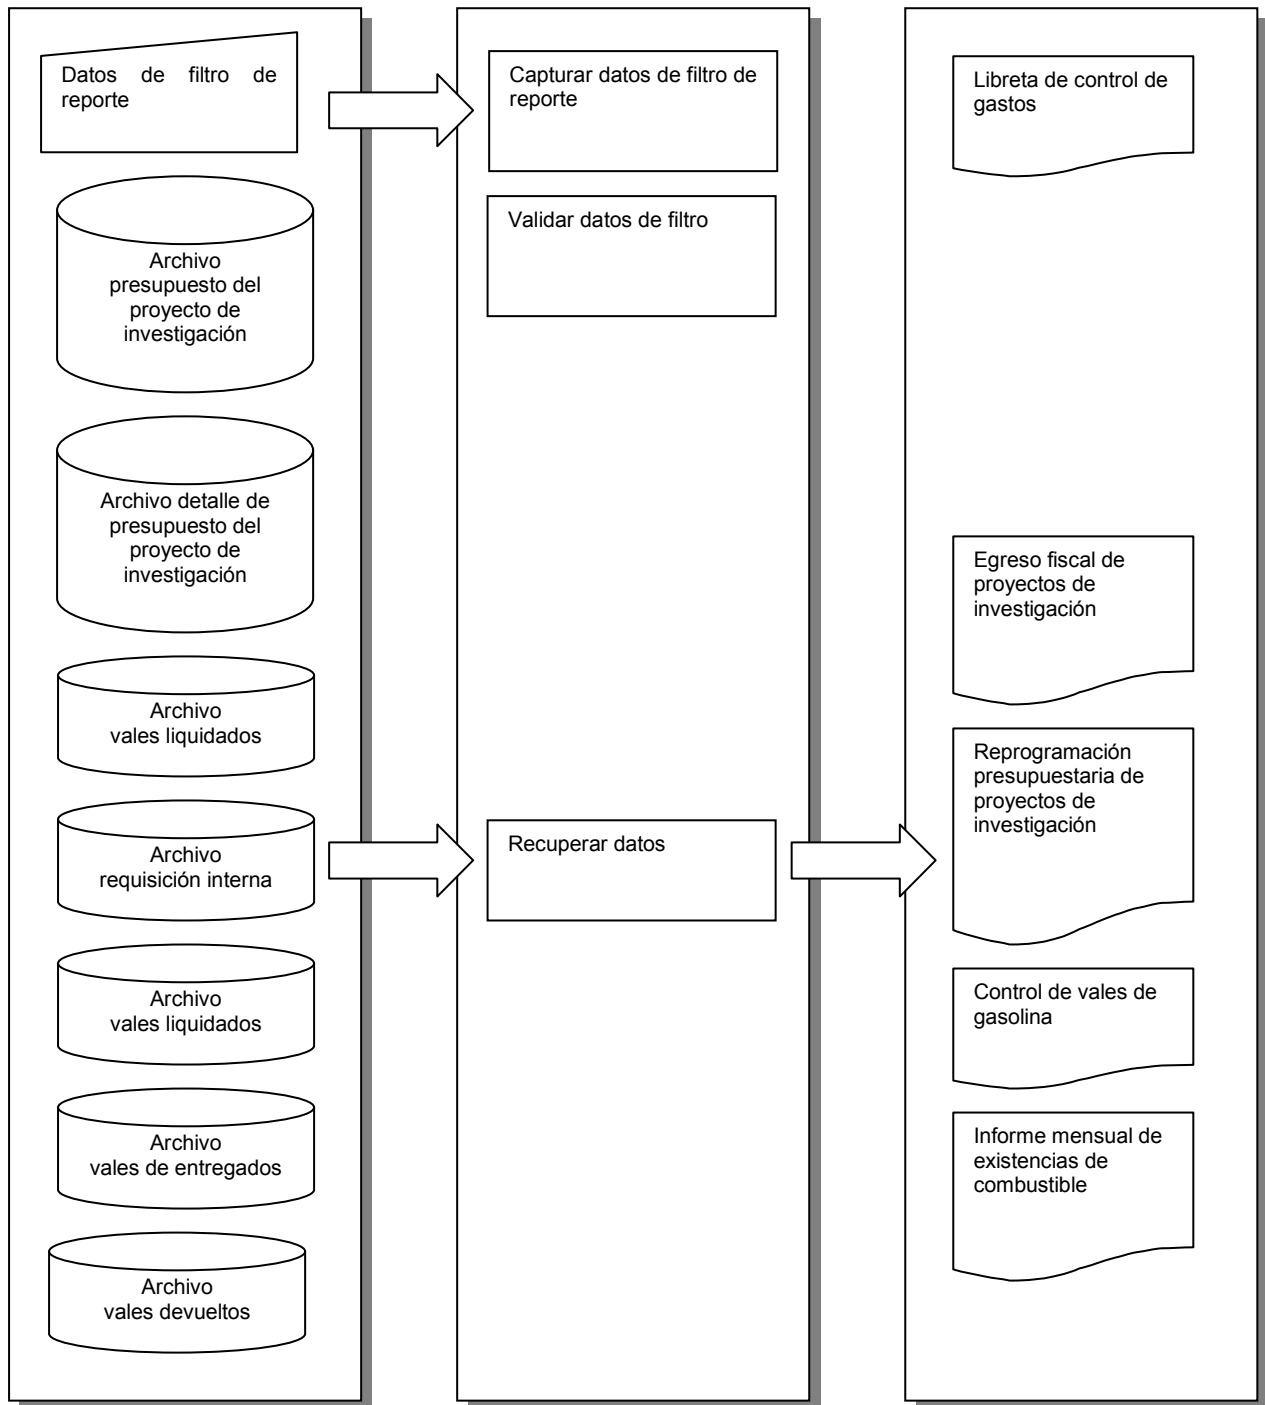 Datos de filtro de
reporte
Archivo
presupuesto del
proyecto de
investigación
Archivo detalle de
presupuesto del
proyecto de
investigación
Archivo
vales liquidados
Archivo
requisición interna
Archivo
vales liquidados
Archivo
vales de entregados
Archivo
vales devueltos
Capturar datos de filtro de
reporte
Validar datos de filtro
Recuperar datos
Libreta de control de
gastos
Egreso fiscal de
proyectos de
investigación
Reprogramación
presupuestaria de
proyectos de
investigación
Control de vales de
gasolina
Informe mensual de
existencias de
combustible